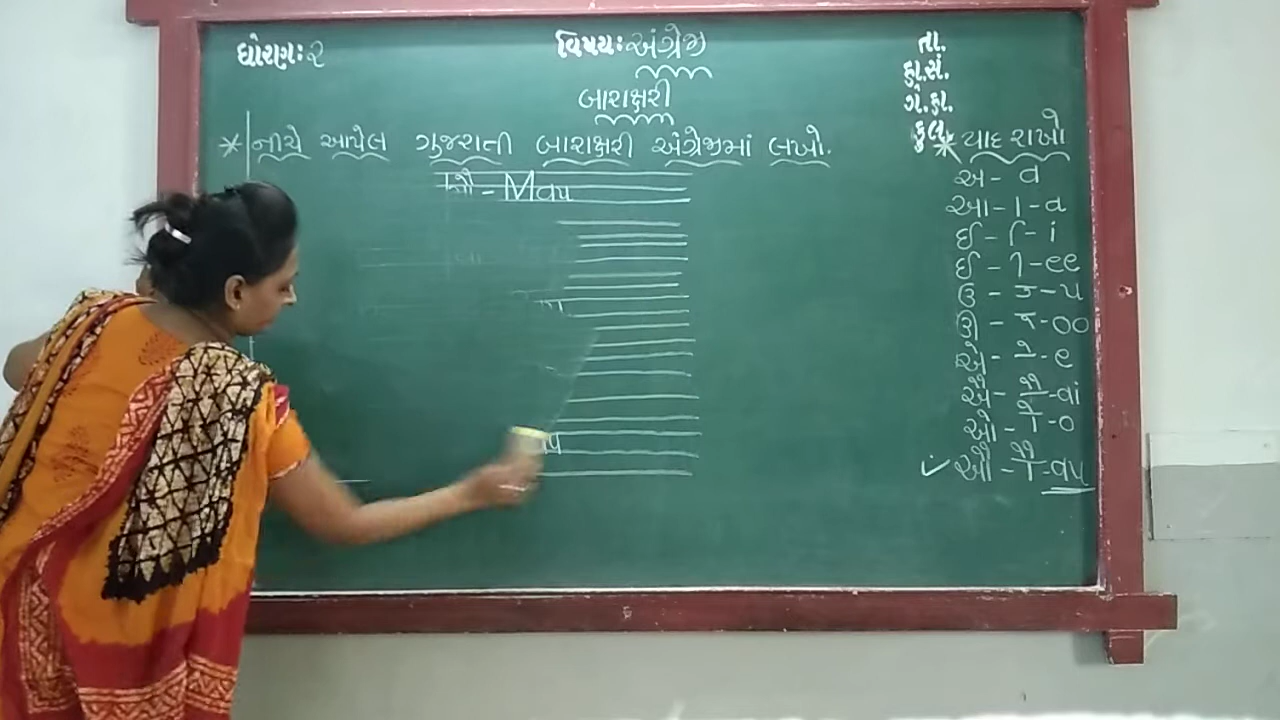 ધોરણ: ૨
વિષય: અંગ્રેજી
બારાક્ષરી
* નીચે આપેલ ગુજરાતી બારાક્ષરી અંગ્રેજીમાં લખો.
- Mau
તા.
હા.સં.
ગે.હા.
કુલ
* યાદ રાખો
અ - a
આ - ા - a
ઈ - િ - i
ઈ - ી - ee
ઉ - ુ - u
ઊ - ૂ - oo
એ - ે - e
ઐ - ૈ - ai
ઓ - ો - o
✓ ઔ - ૌ - au